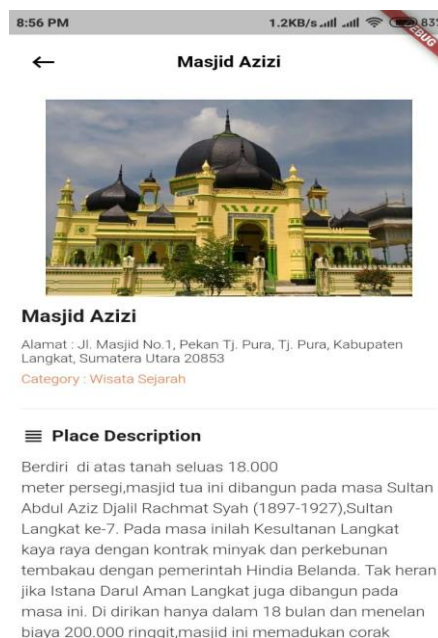 8:56 PM 1.2KB/s 83%
Masjid Azizi
Masjid Azizi
Alamat : Jl. Masjid No.1, Pekan Tj. Pura, Tj. Pura, Kabupaten
Langkat, Sumatera Utara 20853
Category : Wisata Sejarah
Place Description
Berdiri di atas tanah seluas 18.000
meter persegi,masjid tua ini dibangun pada masa Sultan
Abdul Aziz Djalil Rachmat Syah (1897-1927),Sultan
Langkat ke-7. Pada masa inilah Kesultanan Langkat
kaya raya dengan kontrak minyak dan perkebunan
tembakau dengan pemerintah Hindia Belanda. Tak heran
jika Istana Darul Aman Langkat juga dibangun pada
masa ini. Di dirikan hanya dalam 18 bulan dan menelan
biaya 200.000 ringgit,masjid ini memadukan corak